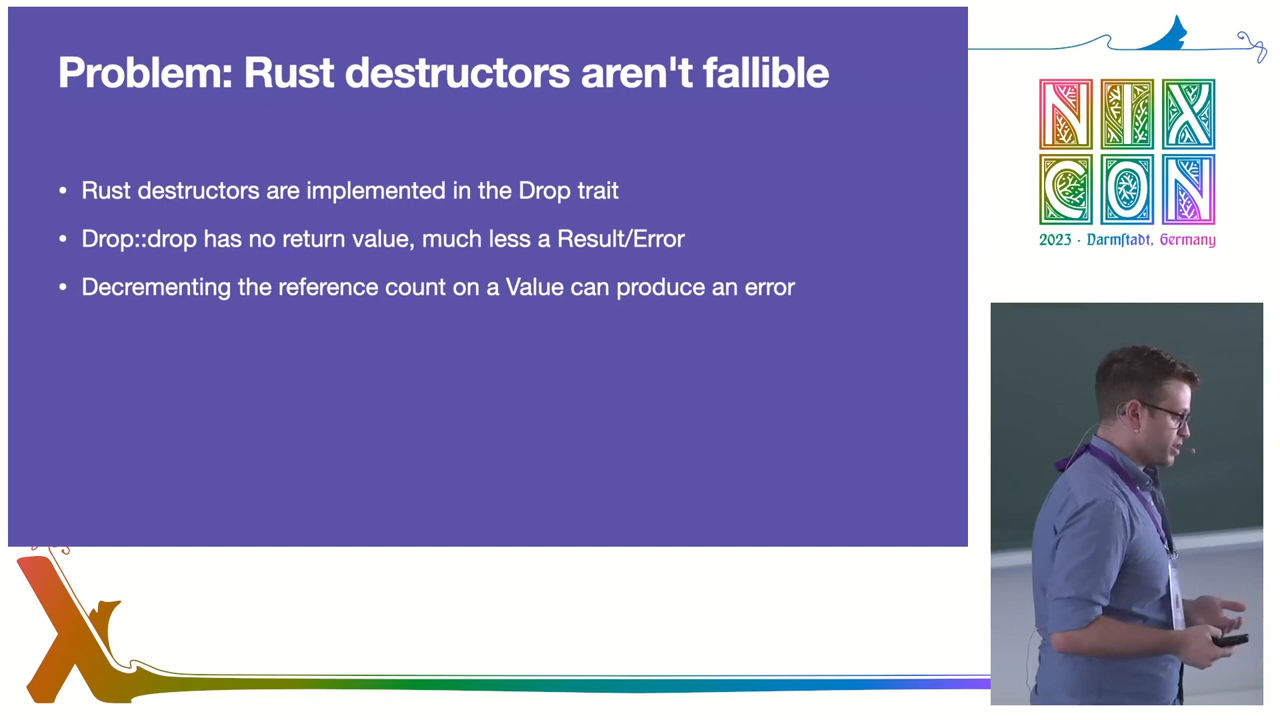 Problem: Rust destructors aren't fallible
• Rust destructors are implemented in the Drop trait
• Drop::drop has no return value, much less a Result/Error
• Decrementing the reference count on a Value can produce an error
NIX
CON
2023 · Darmſtadt, Germany